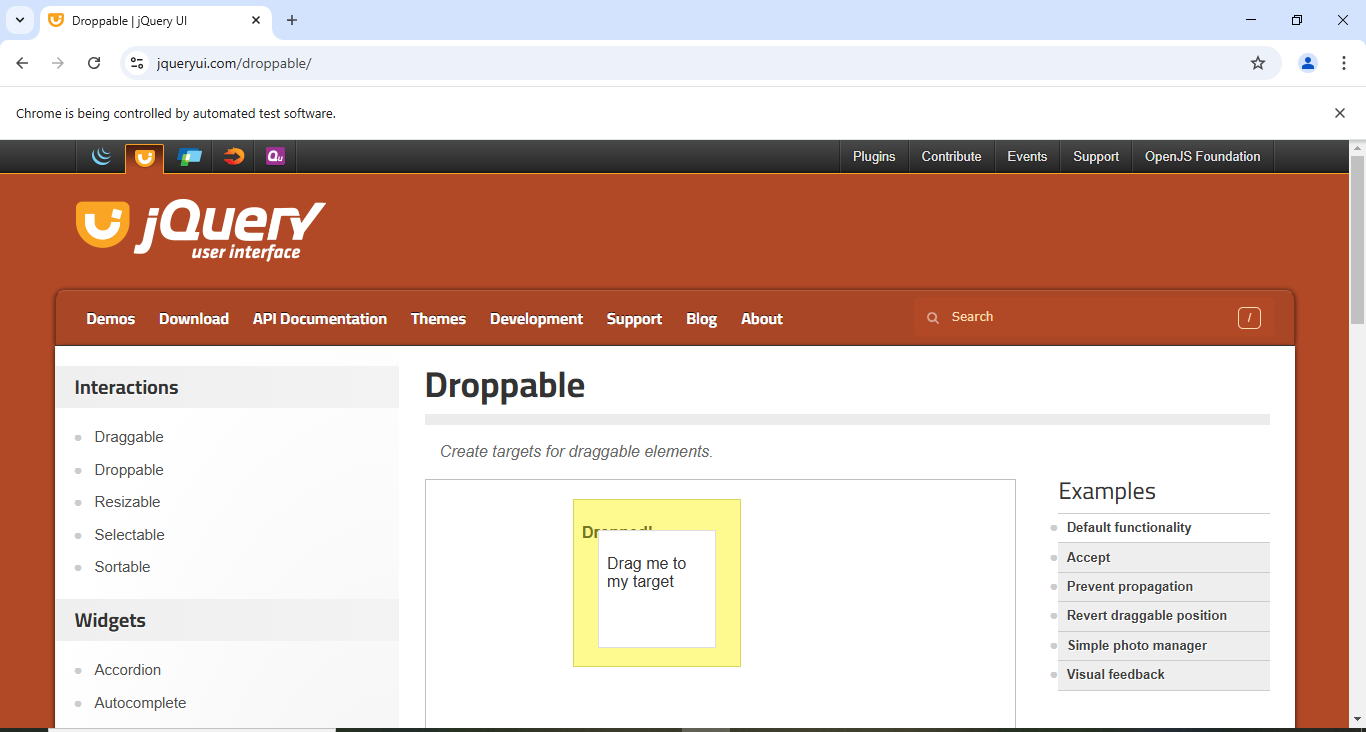 Droppable | jQuery UI
jqueryui.com/droppable/
Chrome is being controlled by automated test software.
Qu
Plugins Contribute Events Support OpenJS Foundation
jQuery
user interface
Demos Download API Documentation Themes Development Support Blog About Search /
Interactions
Draggable
Droppable
Resizable
Selectable
Sortable
Widgets
Accordion
Autocomplete
Droppable
Create targets for draggable elements.
Dropped!
Drag me to
my target
Examples
Default functionality
Accept
Prevent propagation
Revert draggable position
Simple photo manager
Visual feedback